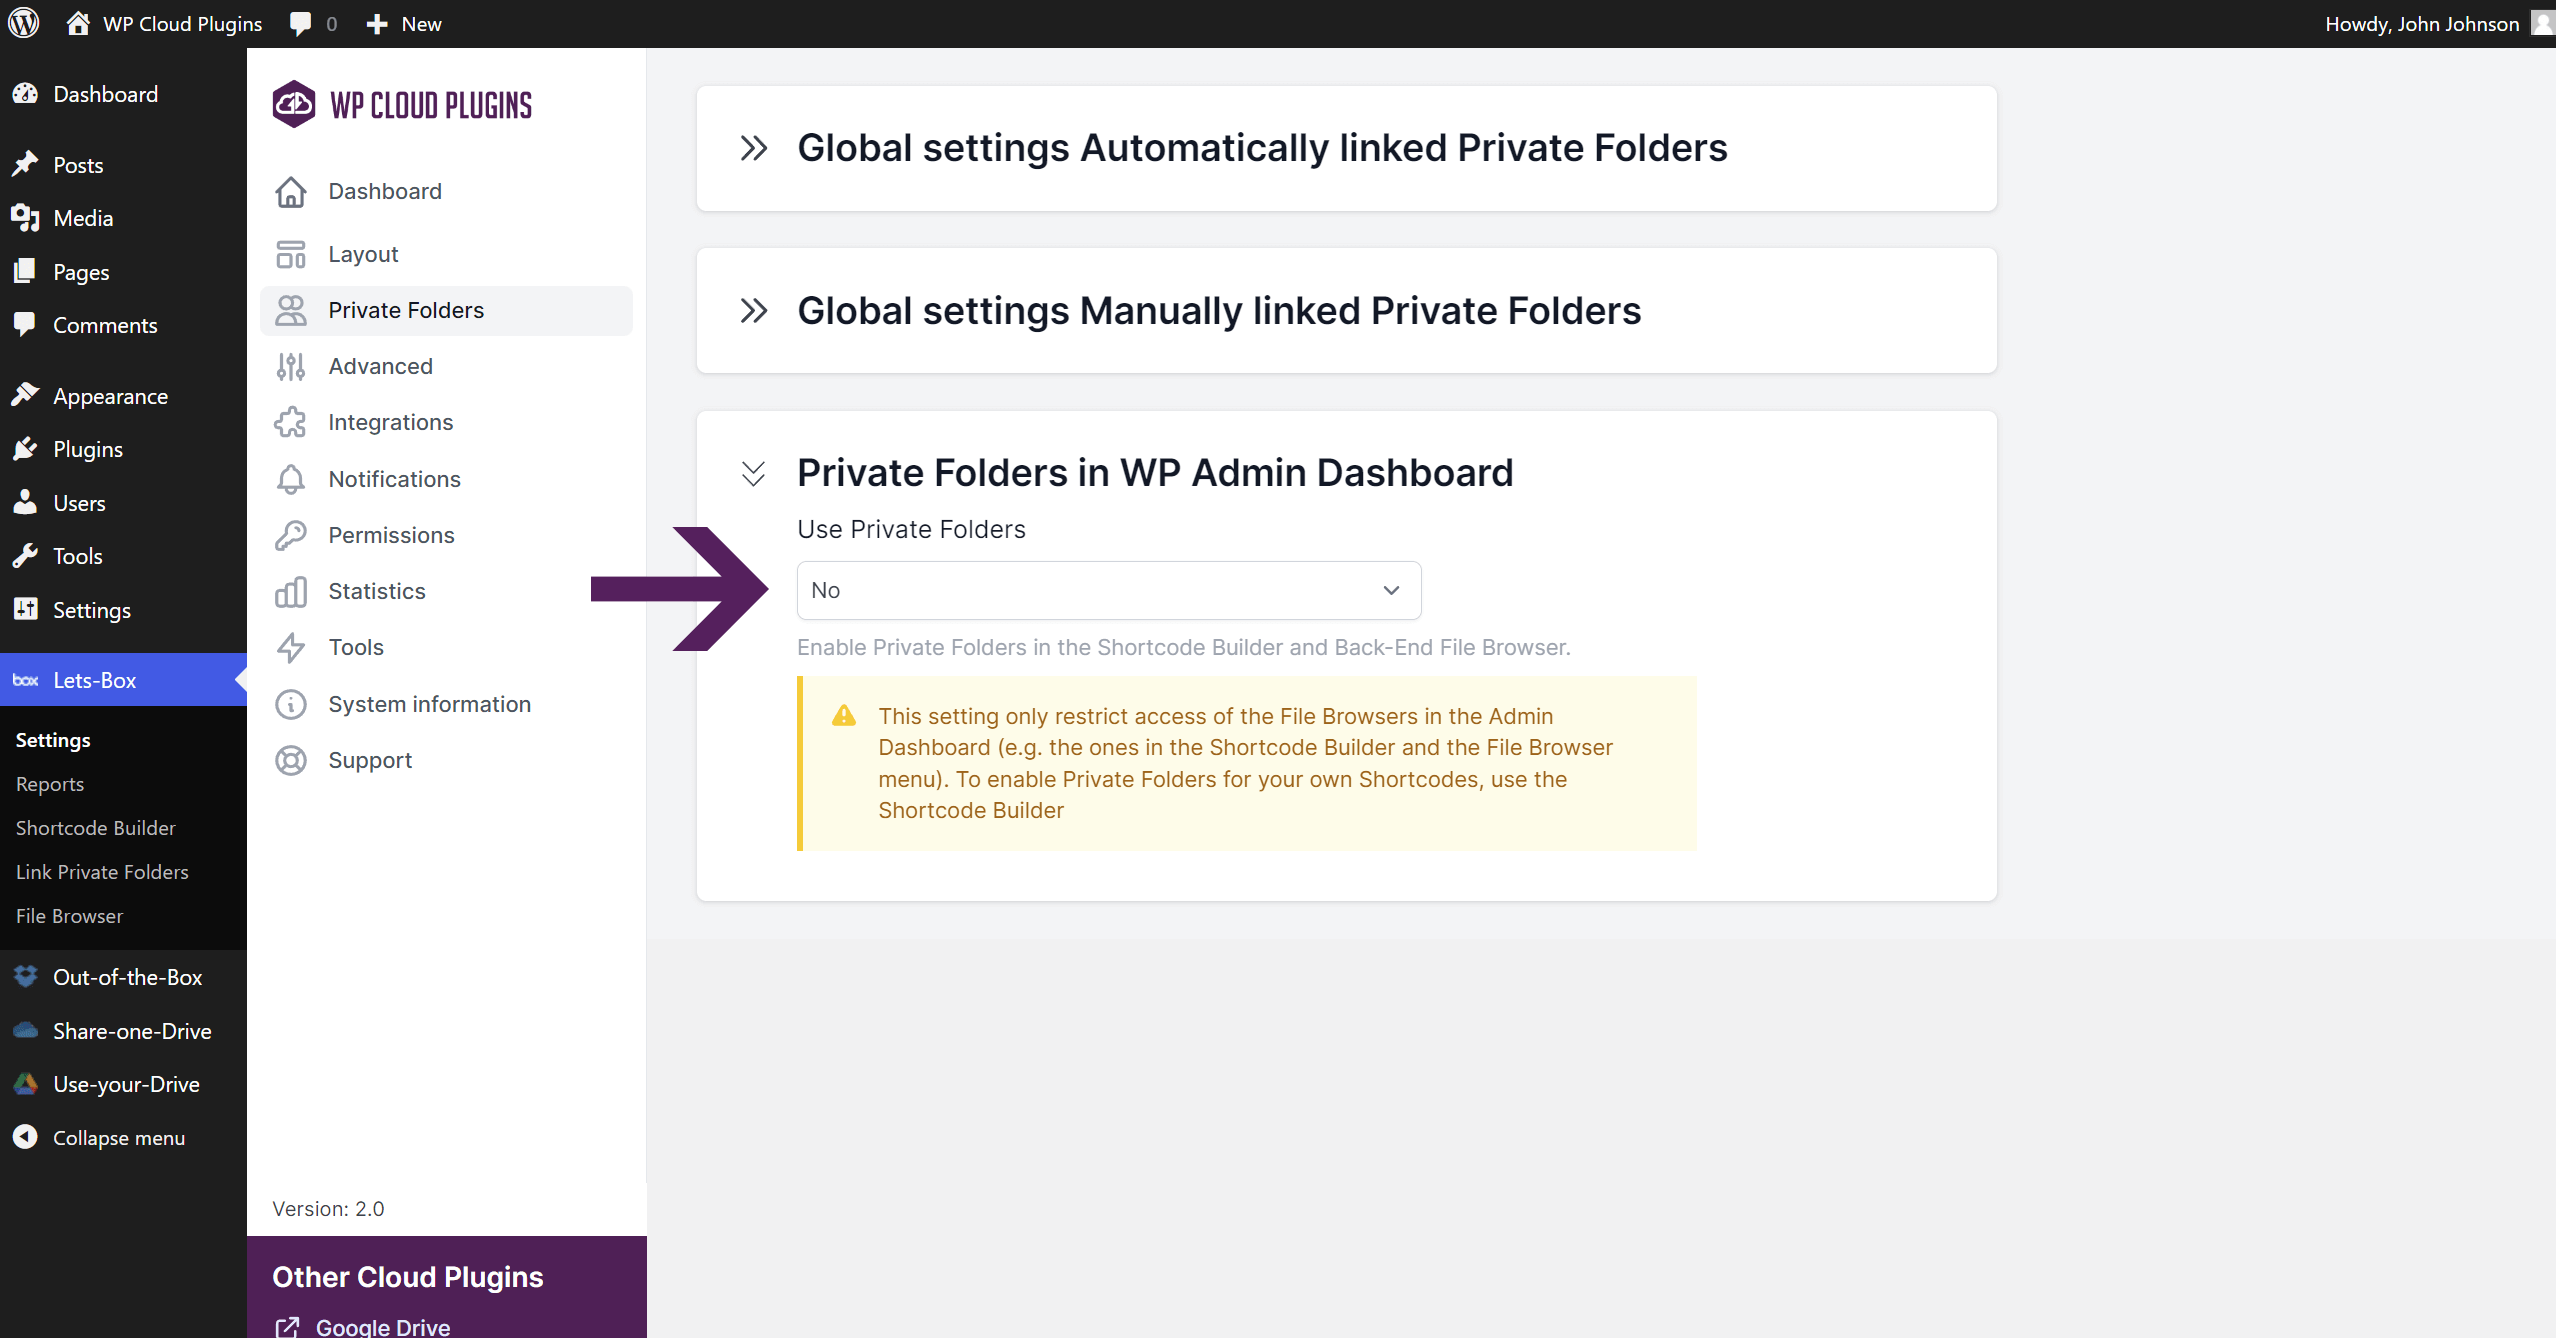 WP Cloud Plugins
0
New
Howdy, John Johnson
Dashboard
Posts
Media
Pages
Comments
Appearance
Plugins
Users
Tools
Settings
box Lets-Box
Settings
Reports
Shortcode Builder
Link Private Folders
File Browser
Out-of-the-Box
Share-one-Drive
Use-your-Drive
Collapse menu
WP CLOUD PLUGINS
Dashboard
Layout
Private Folders
Advanced
Integrations
Notifications
Permissions
Statistics
Tools
System information
Support
Version: 2.0
Other Cloud Plugins
Google Drive
Global settings Automatically linked Private Folders
Global settings Manually linked Private Folders
Private Folders in WP Admin Dashboard
Use Private Folders
No
Enable Private Folders in the Shortcode Builder and Back-End File Browser.
This setting only restrict access of the File Browsers in the Admin
Dashboard (e.g. the ones in the Shortcode Builder and the File Browser
menu). To enable Private Folders for your own Shortcodes, use the
Shortcode Builder